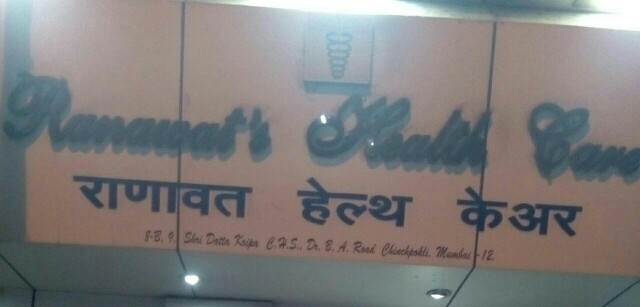 Ranawat's Health Care
राणावत हेल्थ केअर
8-B, 9, Shri Datta Kripa C.H.S., Dr. B. A. Road Chinchpokli, Mumbai -12.